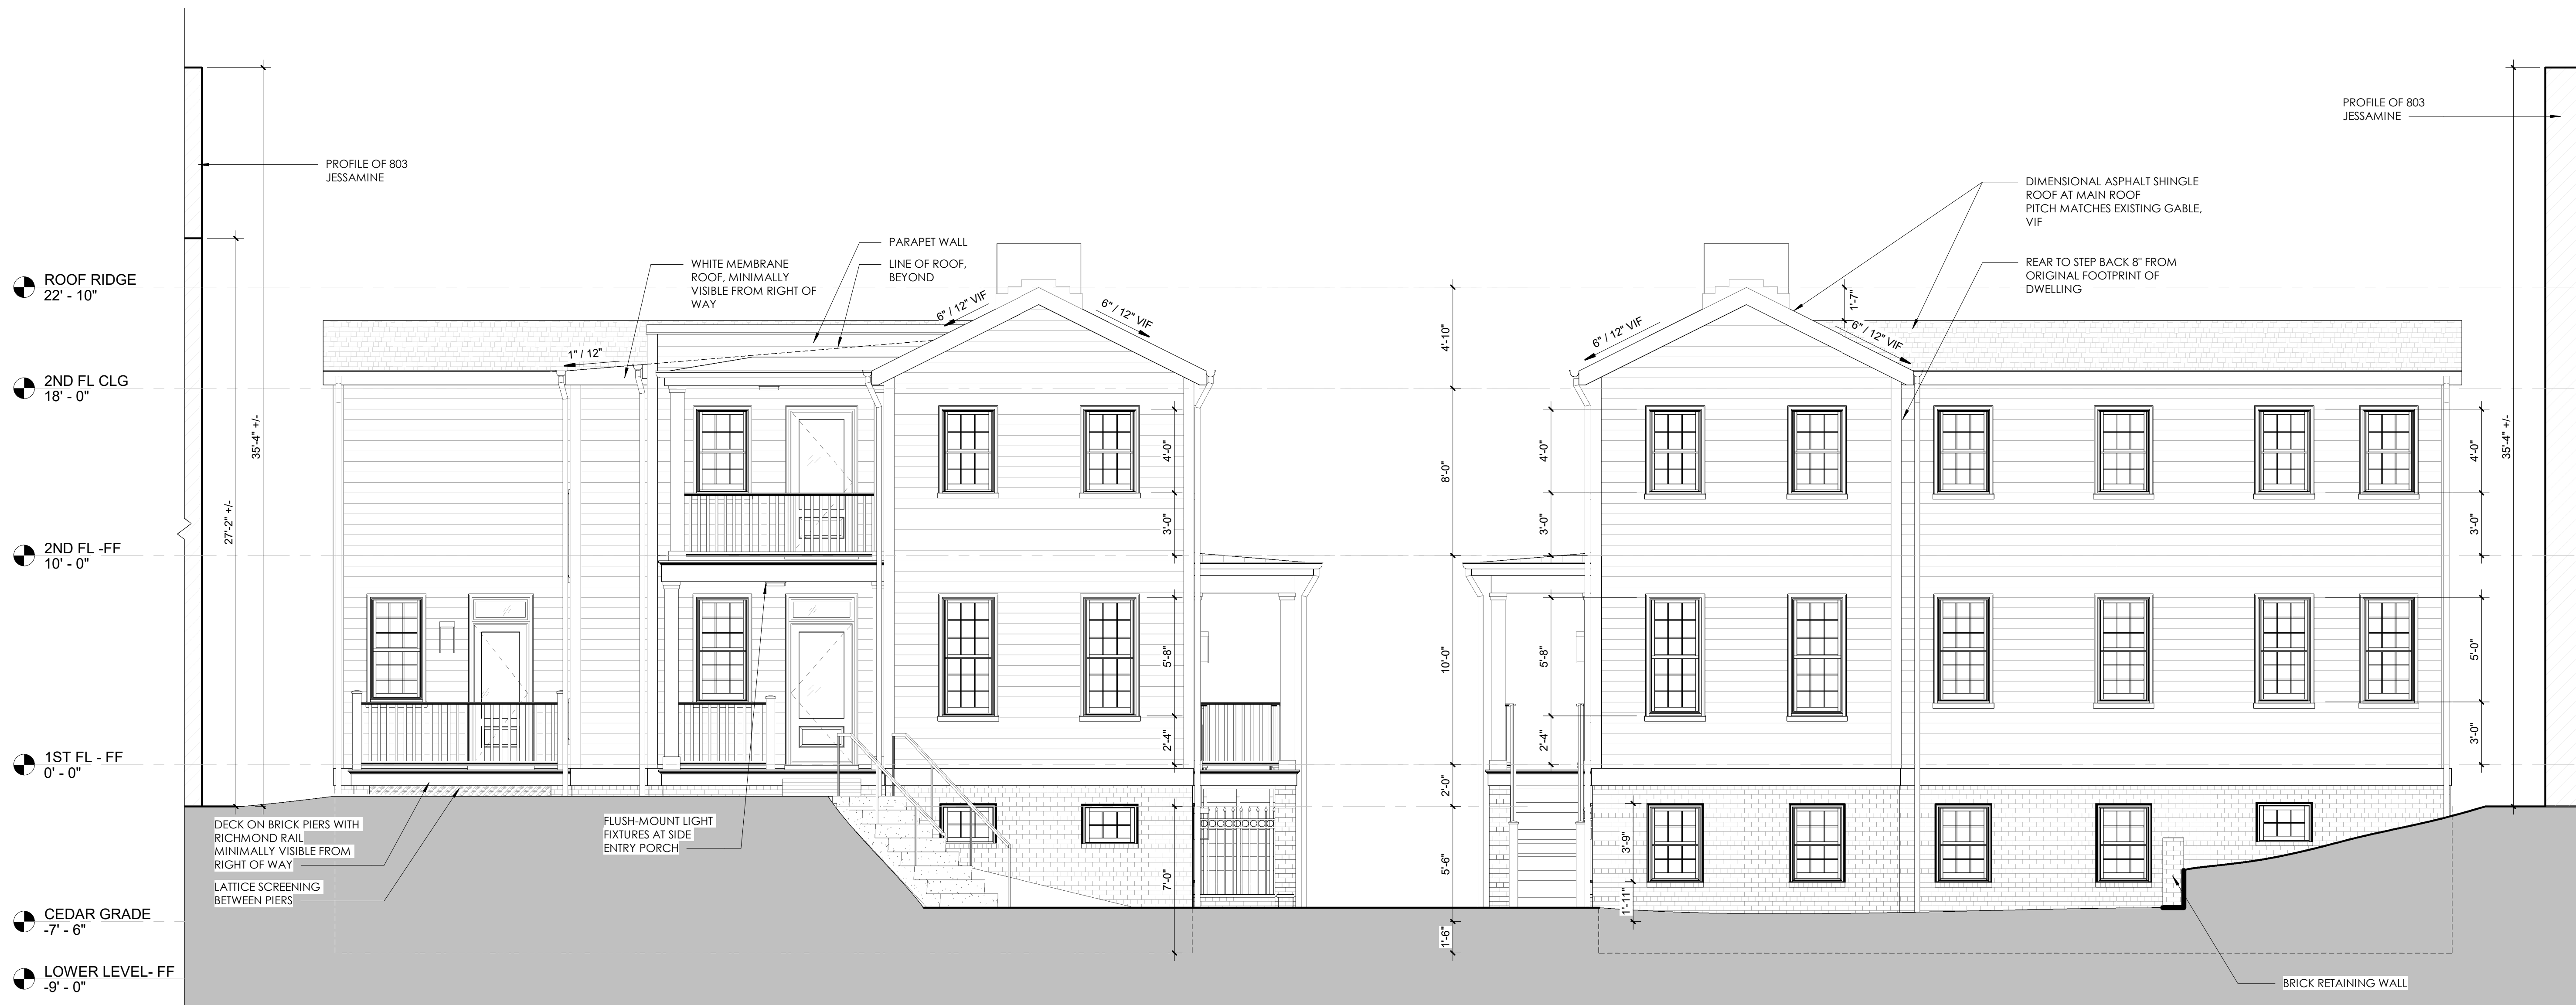 PROFILE OF 803
JESSAMINE
PROFILE OF 803
JESSAMINE
DIMENSIONAL ASPHALT SHINGLE
ROOF AT MAIN ROOF
PITCH MATCHES EXISTING GABLE,
VIF
REAR TO STEP BACK 8" FROM
ORIGINAL FOOTPRINT OF
DWELLING
PARAPET WALL
LINE OF ROOF,
BEYOND
WHITE MEMBRANE
ROOF, MINIMALLY
VISIBLE FROM RIGHT OF
WAY
ROOF RIDGE
22' - 10"
2ND FL CLG
18' - 0"
2ND FL -FF
10' - 0"
1ST FL - FF
0' - 0"
CEDAR GRADE
-7' - 6"
LOWER LEVEL- FF
-9' - 0"
35'-4" +/-
27'-2" +/-
1" / 12"
6" / 12" VIF
6" / 12" VIF
4'-0"
3'-0"
5'-8"
2'-4"
7'-0"
4'-10"
8'-0"
10'-0"
2'-0"
5'-6"
1'-6"
6" / 12" VIF
6" / 12" VIF
1'-7"
4'-0"
3'-0"
5'-8"
2'-4"
3'-9"
1'-11"
4'-0"
3'-0"
5'-0"
3'-0"
35'-4" +/-
DECK ON BRICK PIERS WITH
RICHMOND RAIL
MINIMALLY VISIBLE FROM
RIGHT OF WAY
LATTICE SCREENING
BETWEEN PIERS
FLUSH-MOUNT LIGHT
FIXTURES AT SIDE
ENTRY PORCH
BRICK RETAINING WALL